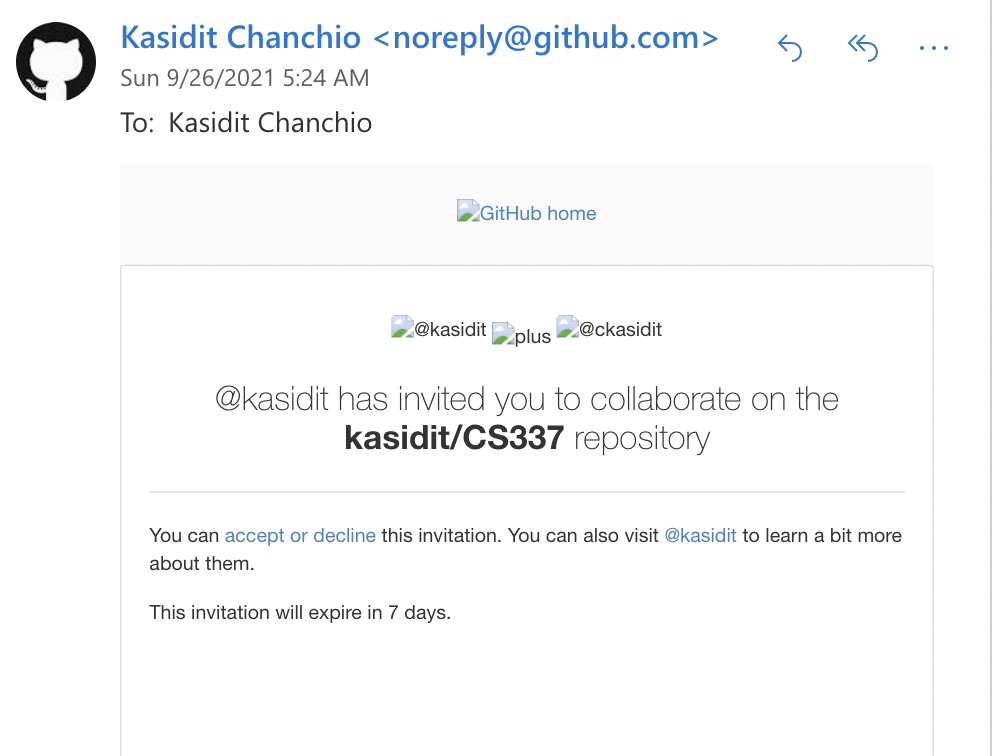 Kasidit Chanchio <noreply@github.com>
Sun 9/26/2021 5:24 AM
To: Kasidit Chanchio
GitHub home
@kasidit plus @ckasidit
@kasidit has invited you to collaborate on the
kasidit/CS337 repository
You can accept or decline this invitation. You can also visit @kasidit to learn a bit more
about them.
This invitation will expire in 7 days.